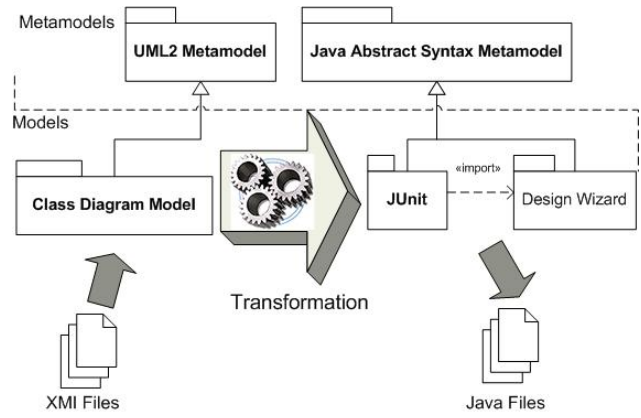 Metamodels
UML2 Metamodel
Java Abstract Syntax Metamodel
Models
Class Diagram Model
«import»
JUnit
Design Wizard
Transformation
XMI Files
Java Files